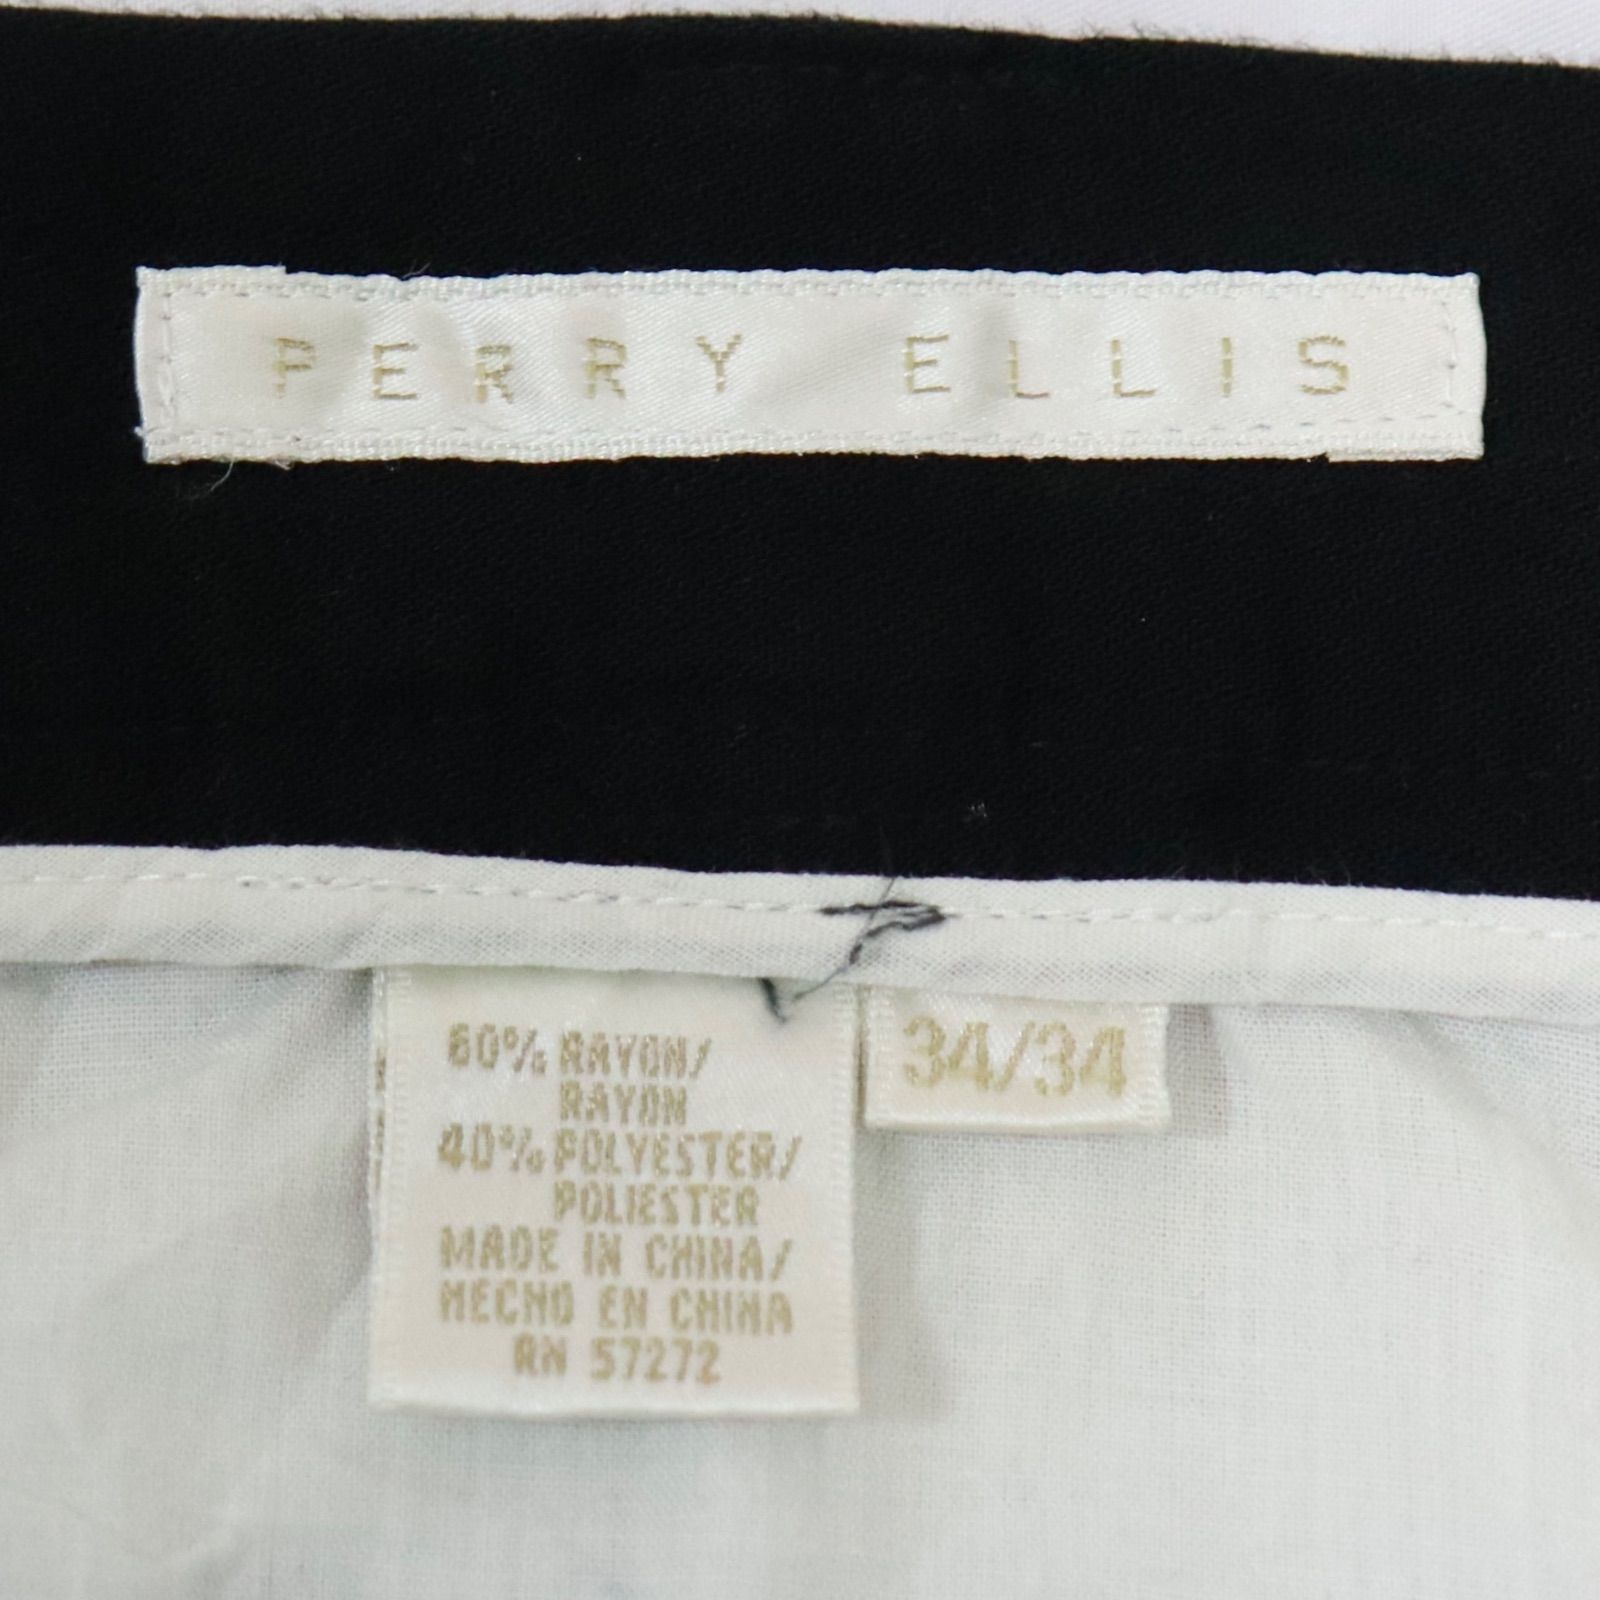 PERRY ELLIS
60% RAYON/
RAYON
40% POLYESTER/
POLIESTER
MADE IN CHINA/
HECHO EN CHINA
RN 57272
34/34